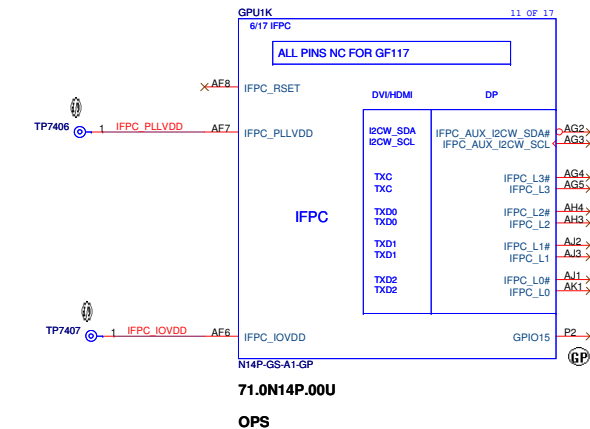 GPU1K
11 OF 17
6/17 IFPC
ALL PINS NC FOR GF117
AF8
IFPC_RSET
DVI/HDMI
DP
TP7406
1
IFPC_PLLVDD
AF7
IFPC_PLLVDD
I2CW_SDA
I2CW_SCL
IFPC_AUX_I2CW_SDA#
IFPC_AUX_I2CW_SCL
AG2
AG3
TXC
TXC
IFPC_L3#
IFPC_L3
AG4
AG5
IFPC
TXD0
TXD0
IFPC_L2#
IFPC_L2
AH4
AH3
TXD1
TXD1
IFPC_L1#
IFPC_L1
AJ2
AJ3
TXD2
TXD2
IFPC_L0#
IFPC_L0
AJ1
AK1
TP7407
1
IFPC_IOVDD
AF6
IFPC_IOVDD
GPIO15
P2
GP
N14P-GS-A1-GP
71.0N14P.00U
OPS